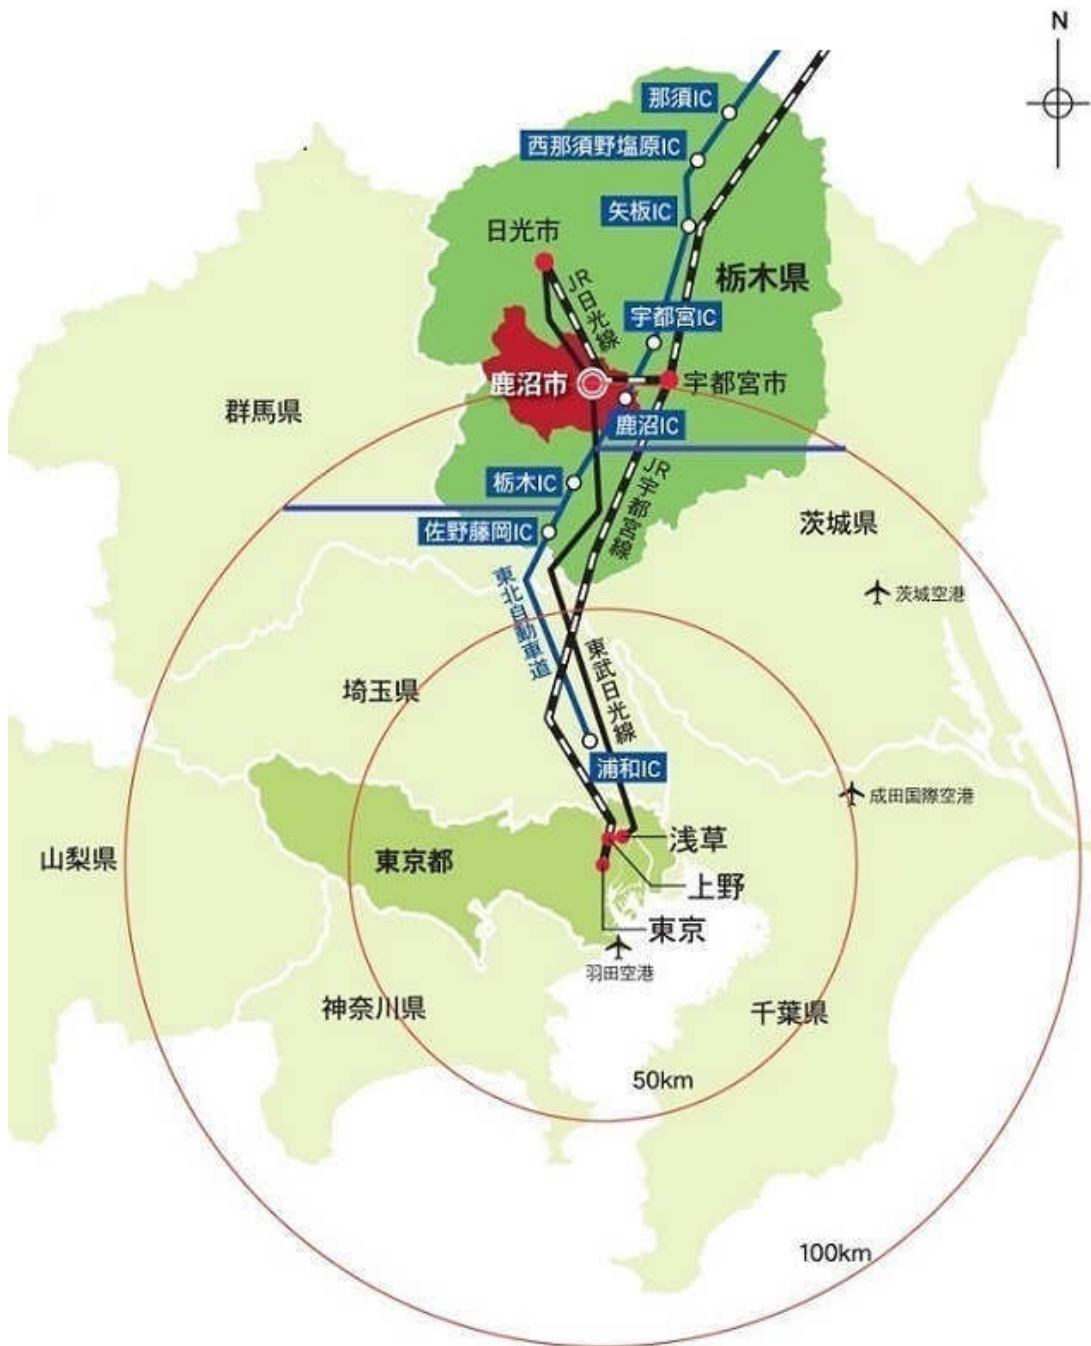 N
那須IC
西那須野塩原IC
矢板IC
日光市
栃木県
JR日光線
宇都宮IC
鹿沼市
宇都宮市
鹿沼IC
群馬県
栃木IC
JR宇都宮線
佐野藤岡IC
茨城県
東北自動車道
茨城空港
東武日光線
埼玉県
浦和IC
成田国際空港
浅草
山梨県
東京都
上野
東京
羽田空港
神奈川県
千葉県
50km
100km